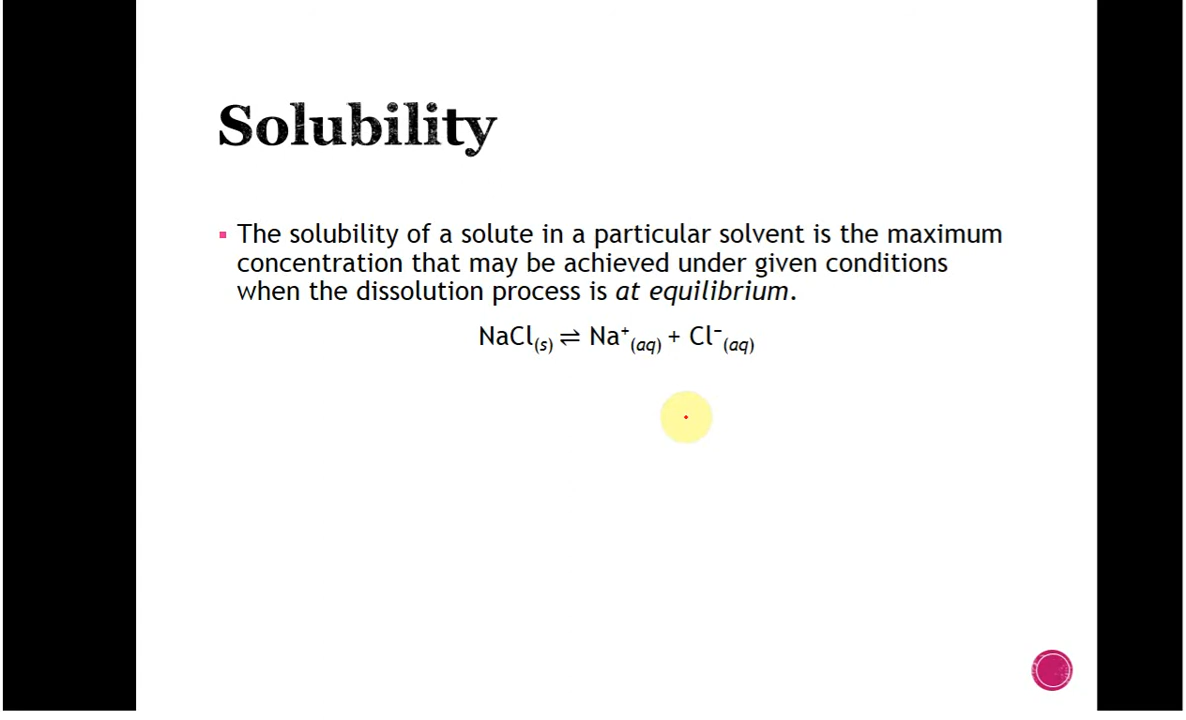 Solubility
▪ The solubility of a solute in a particular solvent is the maximum
concentration that may be achieved under given conditions
when the dissolution process is at equilibrium.
NaCl(s) ⇌ Na⁺(aq) + Cl⁻(aq)